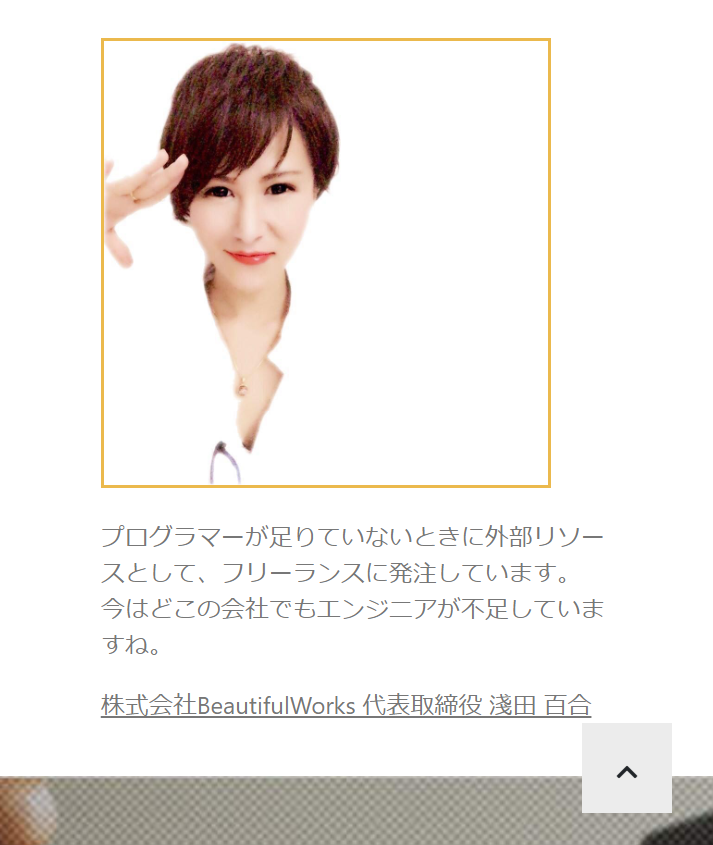 プログラマーが足りていないときに外部リソー
スとして、フリーランスに発注しています。
今はどこの会社でもエンジニアが不足していま
すね。
株式会社BeautifulWorks 代表取締役 淺田 百合